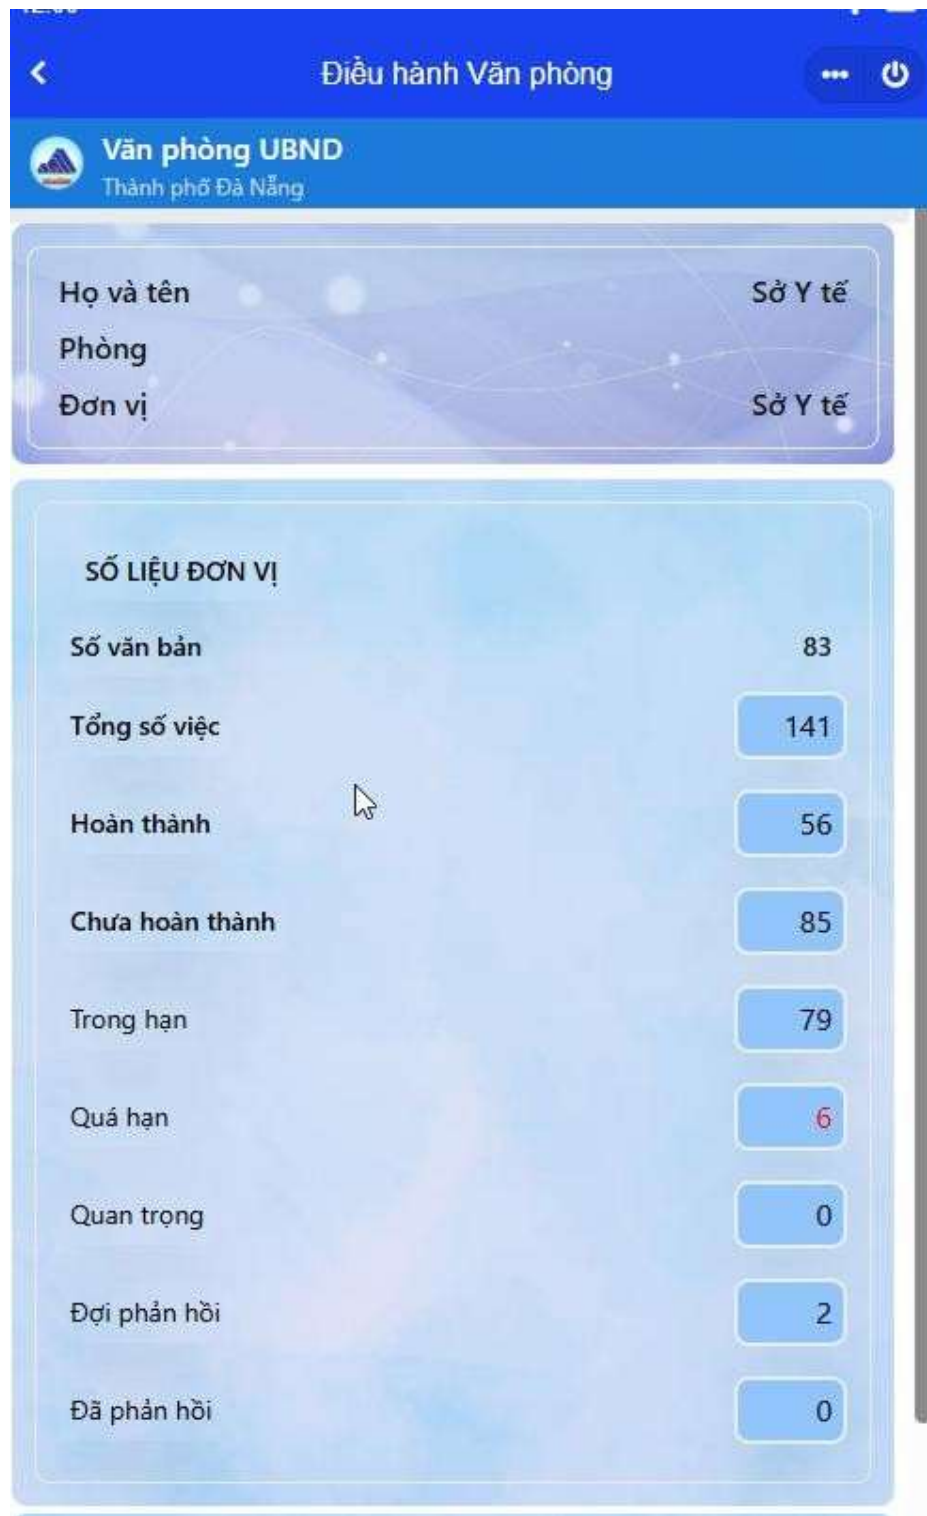 Điều hành Văn phòng
Văn phòng UBND
Thành phố Đà Nẵng
Họ và tên Sở Y tế
Phòng
Đơn vị Sở Y tế
SỐ LIỆU ĐƠN VỊ
Số văn bản 83
Tổng số việc 141
Hoàn thành 56
Chưa hoàn thành 85
Trong hạn 79
Quá hạn 6
Quan trọng 0
Đợi phản hồi 2
Đã phản hồi 0